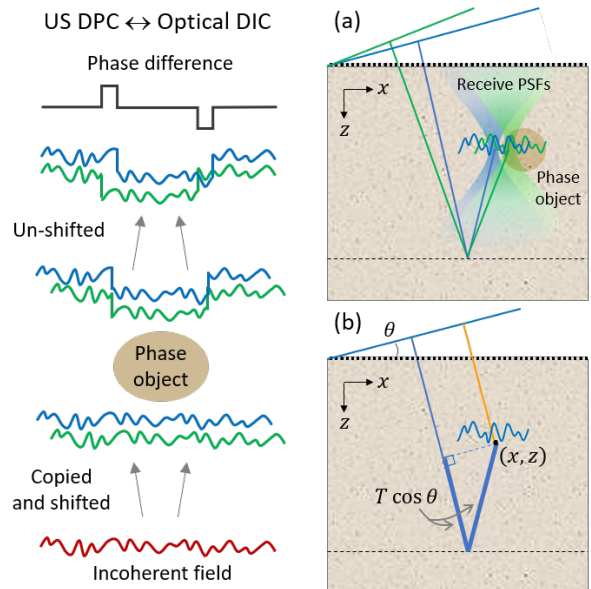 US DPC ↔ Optical DIC
Phase difference
Un-shifted
Phase
object
Copied
and shifted
Incoherent field
(a)
x
z
Receive PSFs
Phase
object
(b)
θ
x
z
(x, z)
T cos θ